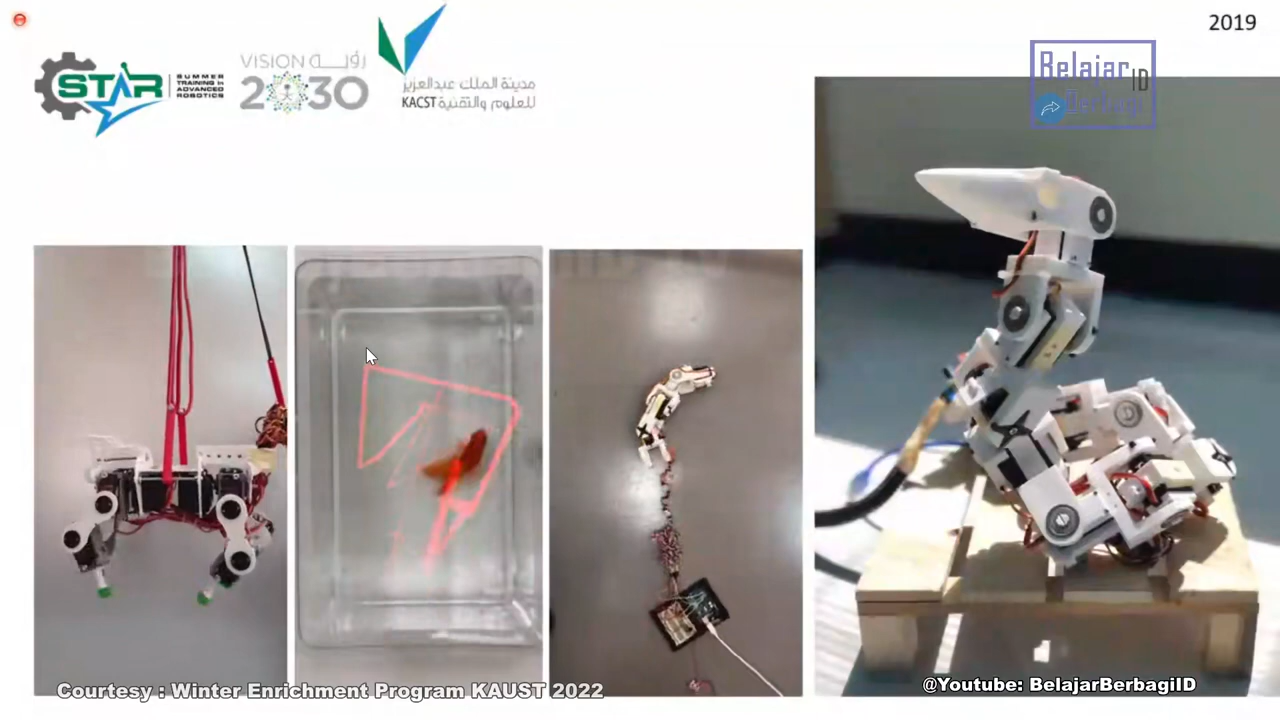 2019
STAR
SUMMER
TRAINING in
ADVANCED
ROBOTICS
VISION رؤيـــة
2030
مدينة الملك عبدالعزيز
KACST للعلوم والتقنية
Belajar
ID
Berbagi
Courtesy : Winter Enrichment Program KAUST 2022
@Youtube: BelajarBerbagiID